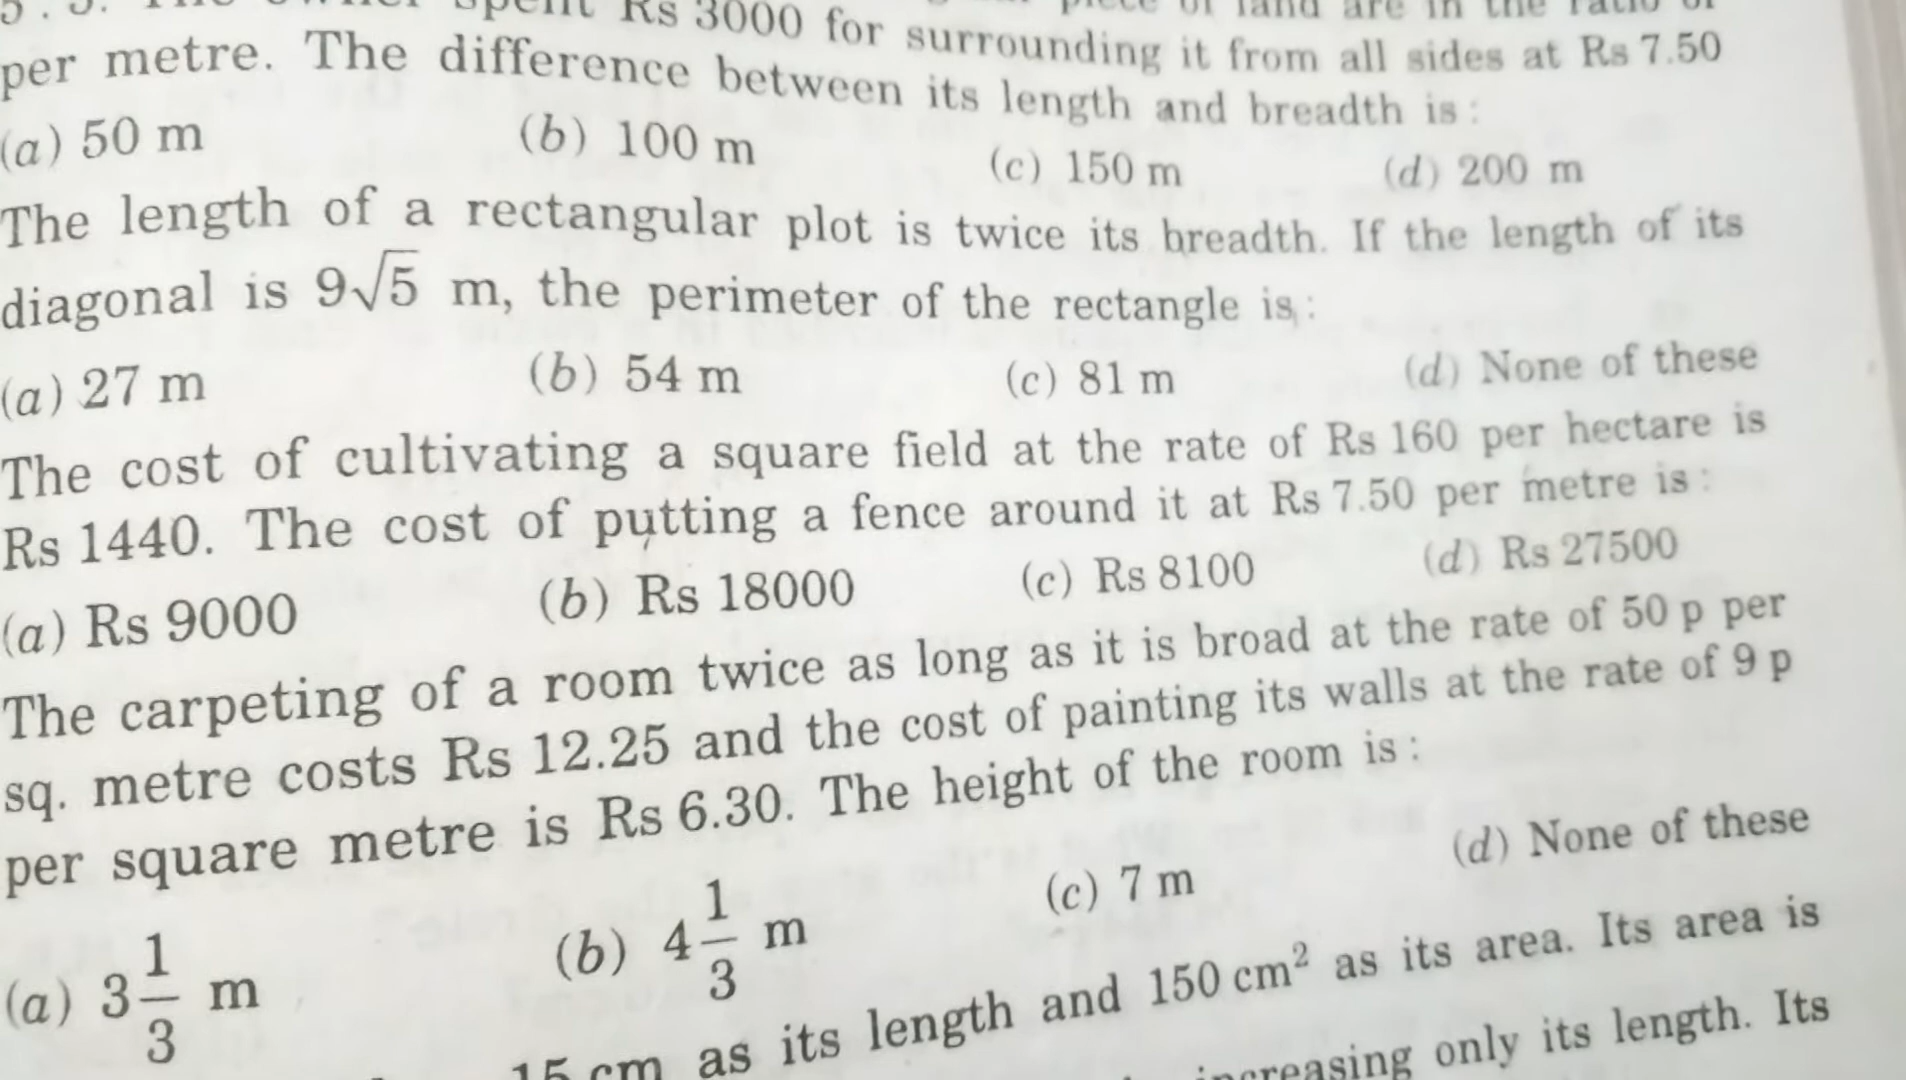 spent Rs 3000 for surrounding it from all sides at Rs 7.50
per metre. The difference between its length and breadth is :
(a) 50 m (b) 100 m (c) 150 m (d) 200 m
The length of a rectangular plot is twice its breadth. If the length of its
diagonal is 9√5 m, the perimeter of the rectangle is :
(a) 27 m (b) 54 m (c) 81 m (d) None of these
The cost of cultivating a square field at the rate of Rs 160 per hectare is
Rs 1440. The cost of putting a fence around it at Rs 7.50 per metre is :
(a) Rs 9000 (b) Rs 18000 (c) Rs 8100 (d) Rs 27500
The carpeting of a room twice as long as it is broad at the rate of 50 p per
sq. metre costs Rs 12.25 and the cost of painting its walls at the rate of 9 p
per square metre is Rs 6.30. The height of the room is :
(a) 3 1/3 m (b) 4 1/3 m (c) 7 m (d) None of these
15 cm as its length and 150 cm² as its area. Its area is
increasing only its length. Its